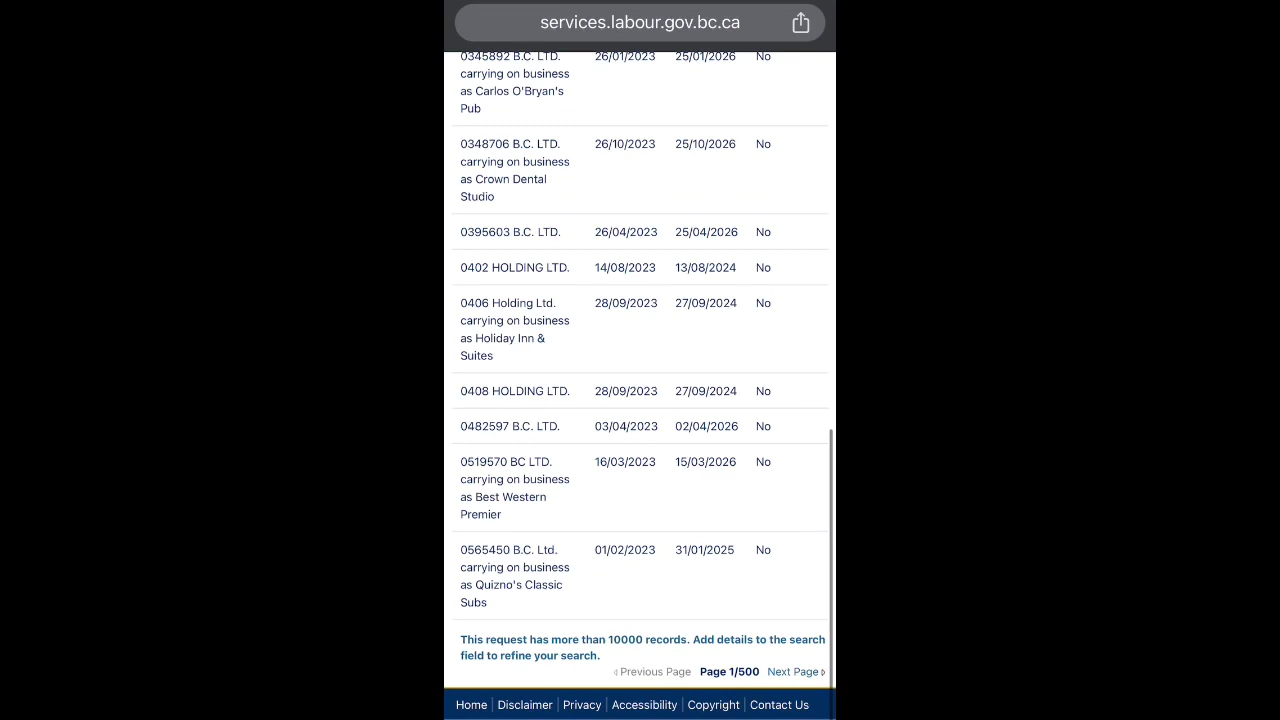 services.labour.gov.bc.ca
0345892 B.C. LTD. 26/01/2023 25/01/2026 No
carrying on business
as Carlos O'Bryan's
Pub
0348706 B.C. LTD. 26/10/2023 25/10/2026 No
carrying on business
as Crown Dental
Studio
0395603 B.C. LTD. 26/04/2023 25/04/2026 No
0402 HOLDING LTD. 14/08/2023 13/08/2024 No
0406 Holding Ltd. 28/09/2023 27/09/2024 No
carrying on business
as Holiday Inn &
Suites
0408 HOLDING LTD. 28/09/2023 27/09/2024 No
0482597 B.C. LTD. 03/04/2023 02/04/2026 No
0519570 BC LTD. 16/03/2023 15/03/2026 No
carrying on business
as Best Western
Premier
0565450 B.C. Ltd. 01/02/2023 31/01/2025 No
carrying on business
as Quizno's Classic
Subs
This request has more than 10000 records. Add details to the search
field to refine your search.
Previous Page Page 1/500 Next Page
Home | Disclaimer | Privacy | Accessibility | Copyright | Contact Us